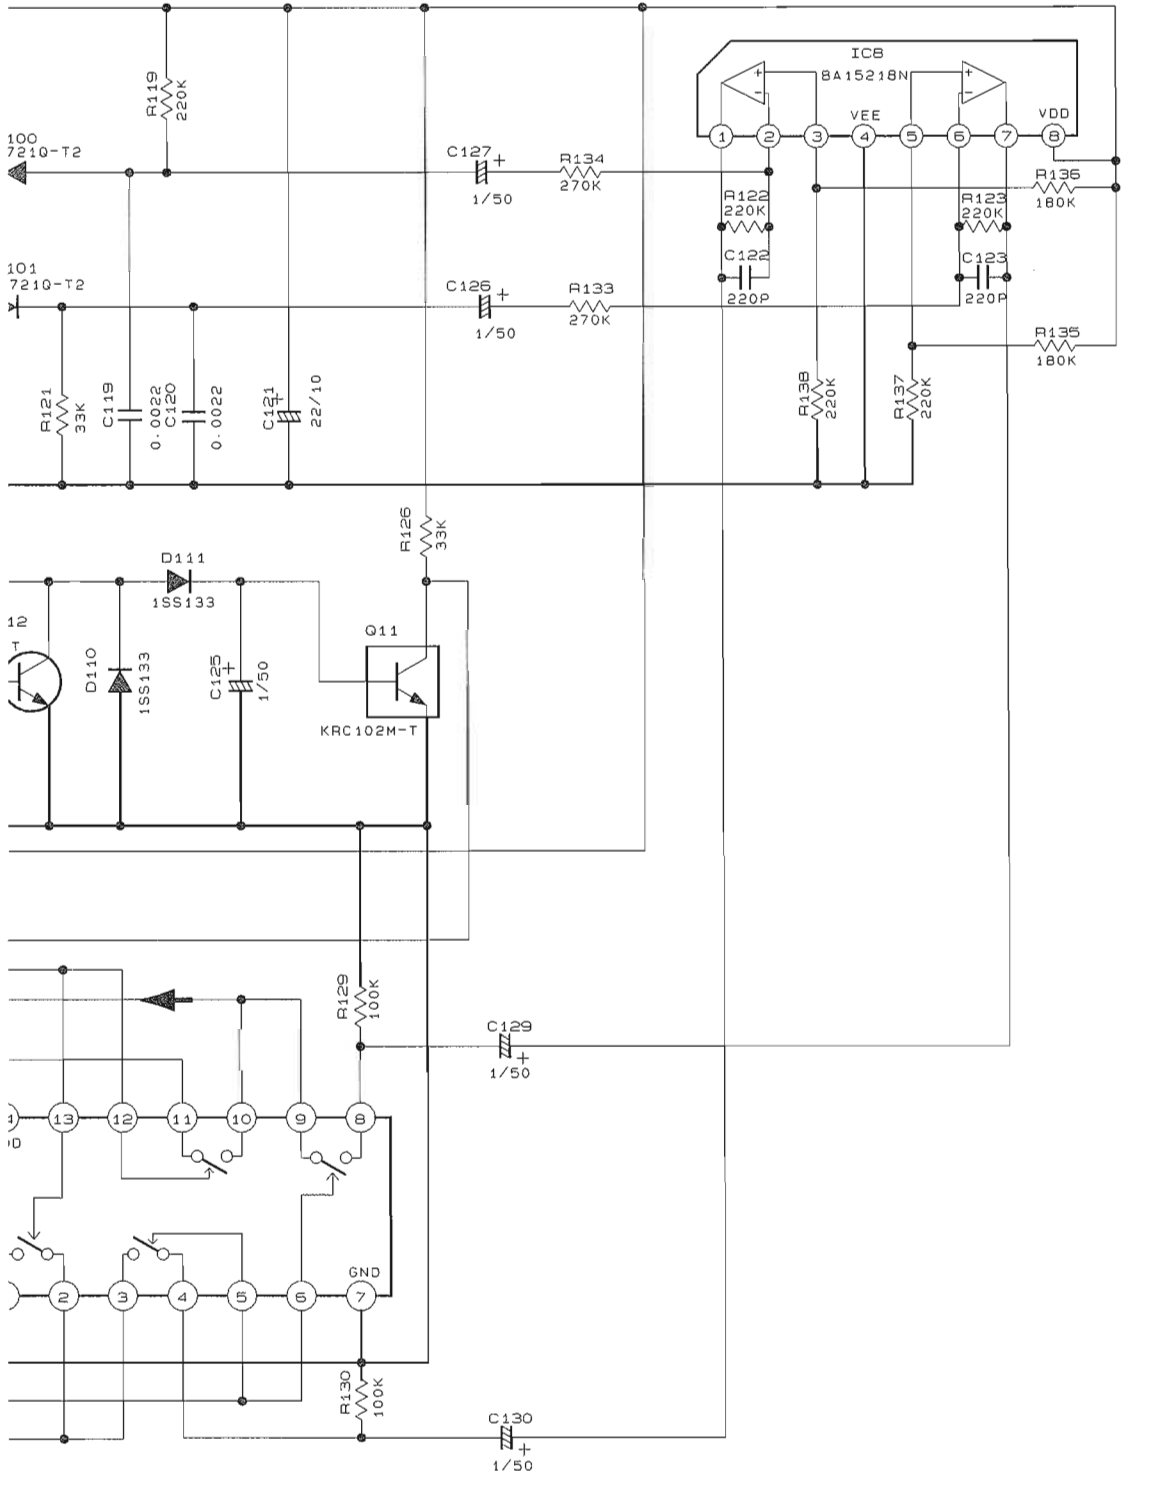 IC8
BA15218N
1
2
3
VEE
4
5
6
7
VDD
8
R119
220K
100
721Q-T2
C127
+
1/50
R134
270K
R122
220K
C122
220P
R123
220K
C123
220P
R136
180K
101
721Q-T2
C126
+
1/50
R133
270K
R135
180K
R121
33K
C119
0.0022
C120
0.0022
C121
+
22/10
R138
220K
R137
220K
R126
33K
D111
1SS133
12
T
D110
1SS133
C125
+
1/50
Q11
KRC102M-T
R129
100K
C129
+
1/50
13
12
11
10
9
8
2
3
4
5
6
GND
7
R130
100K
C130
+
1/50